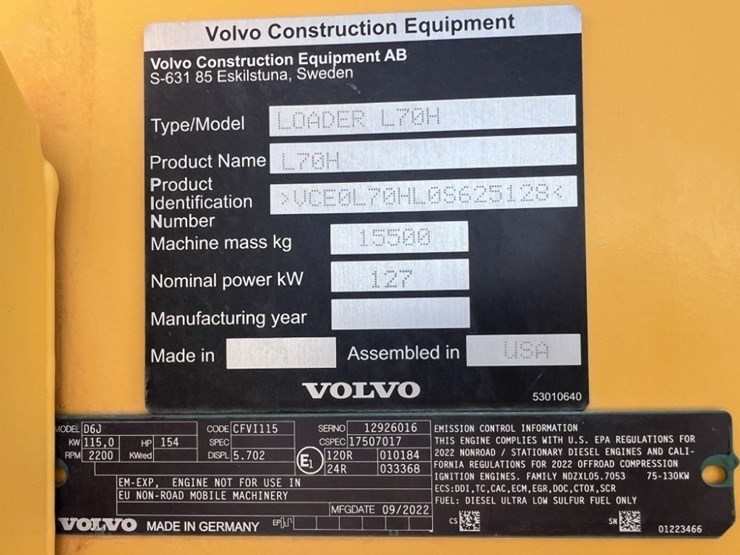 Volvo Construction Equipment
Volvo Construction Equipment AB
S-631 85 Eskilstuna, Sweden
Type/Model LOADER L70H
Product Name L70H
Product
Identification >VCE0L70HL0S625128<
Number
Machine mass kg 15500
Nominal power kW 127
Manufacturing year
Made in Assembled in USA
VOLVO
53010640
MODEL D6J CODE CFVI115 SERNO 12926016
KW 115,0 HP 154 SPEC CSPEC 17507017
RPM 2200 KWred DISPL 5.702 E1 120R 010184
24R 033368
EM-EXP, ENGINE NOT FOR USE IN
EU NON-ROAD MOBILE MACHINERY
MFGDATE 09/2022
VOLVO MADE IN GERMANY
EMISSION CONTROL INFORMATION
THIS ENGINE COMPLIES WITH U.S. EPA REGULATIONS FOR
2022 NONROAD / STATIONARY DIESEL ENGINES AND CALI-
FORNIA REGULATIONS FOR 2022 OFFROAD COMPRESSION
IGNITION ENGINES. FAMILY NDZXL05.7053 75-130KW
ECS:DDI,TC,CAC,ECM,EGR,DOC,CTOX,SCR
FUEL: DIESEL ULTRA LOW SULFUR FUEL ONLY
CS SN 01223466